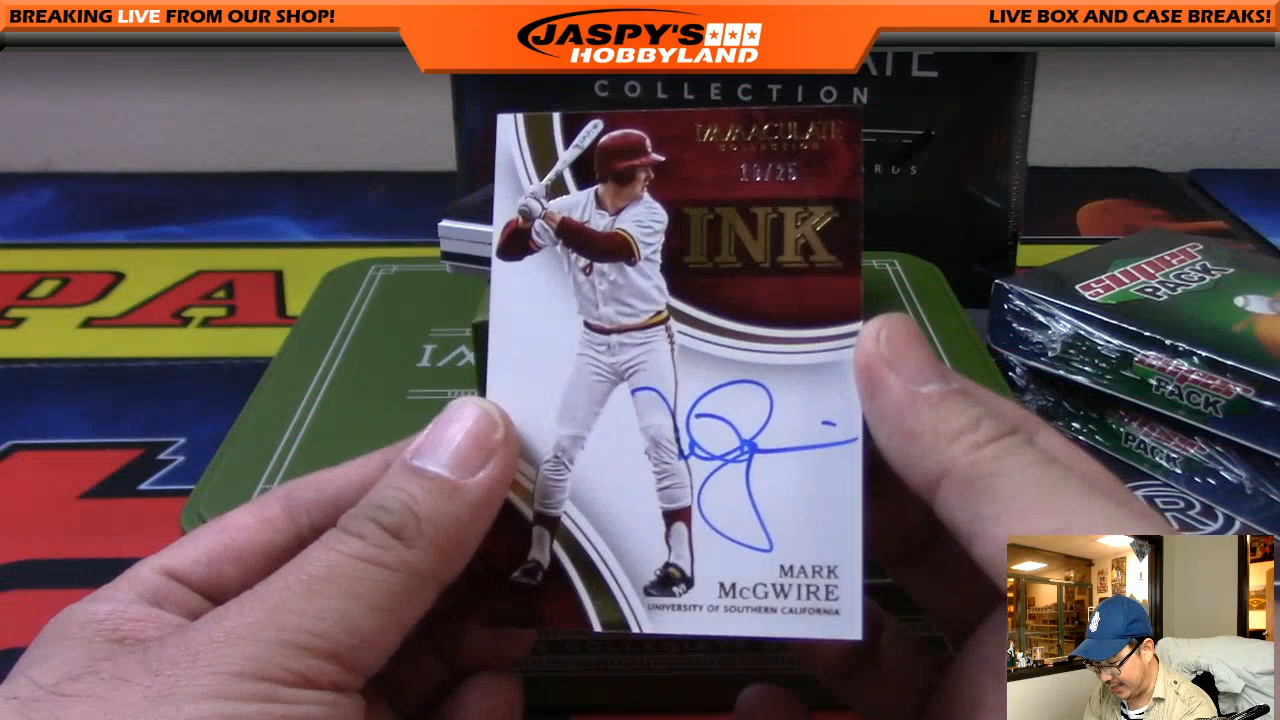 BREAKING LIVE FROM OUR SHOP!
JASPY'S
HOBBYLAND
LIVE BOX AND CASE BREAKS!
COLLECTION
IMMACULATE
COLLECTION
INK
SUPER
PACK
SUPER
PACK
PACK
PA
MARK
McGWIRE
UNIVERSITY OF SOUTHERN CALIFORNIA